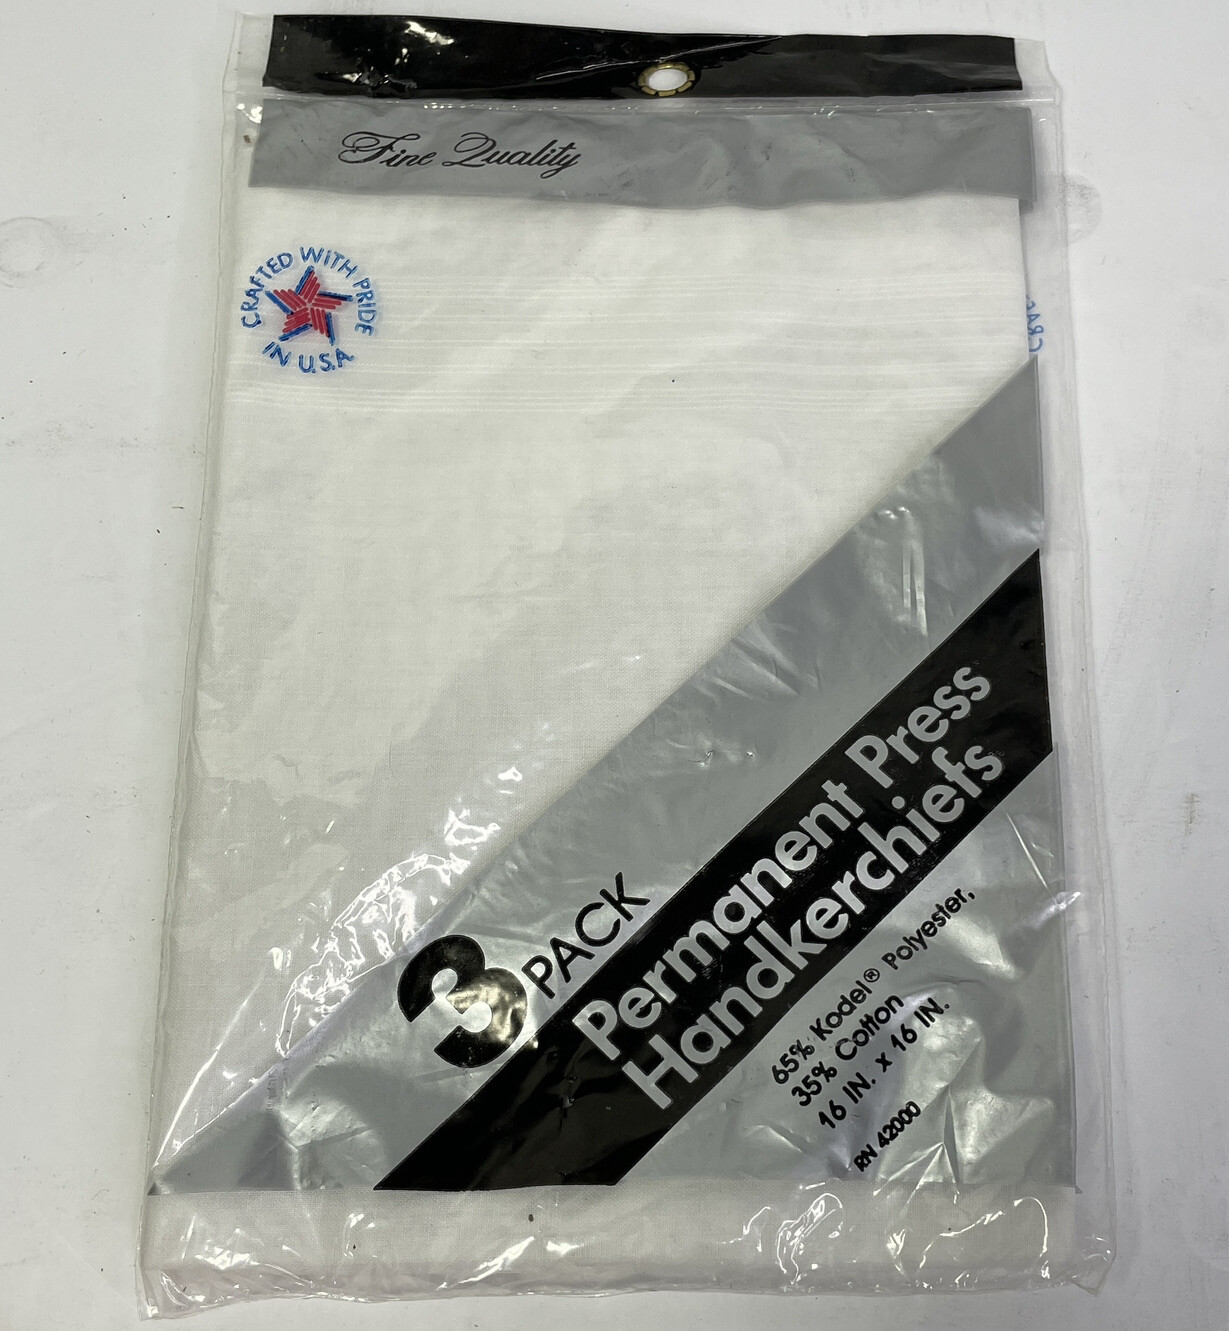 Fine Quality
CRAFTED WITH PRIDE
IN U.S.A
3 PACK
Permanent Press
Handkerchiefs
65% Kodel® Polyester,
35% Cotton
16 IN. x 16 IN.
RN 42000